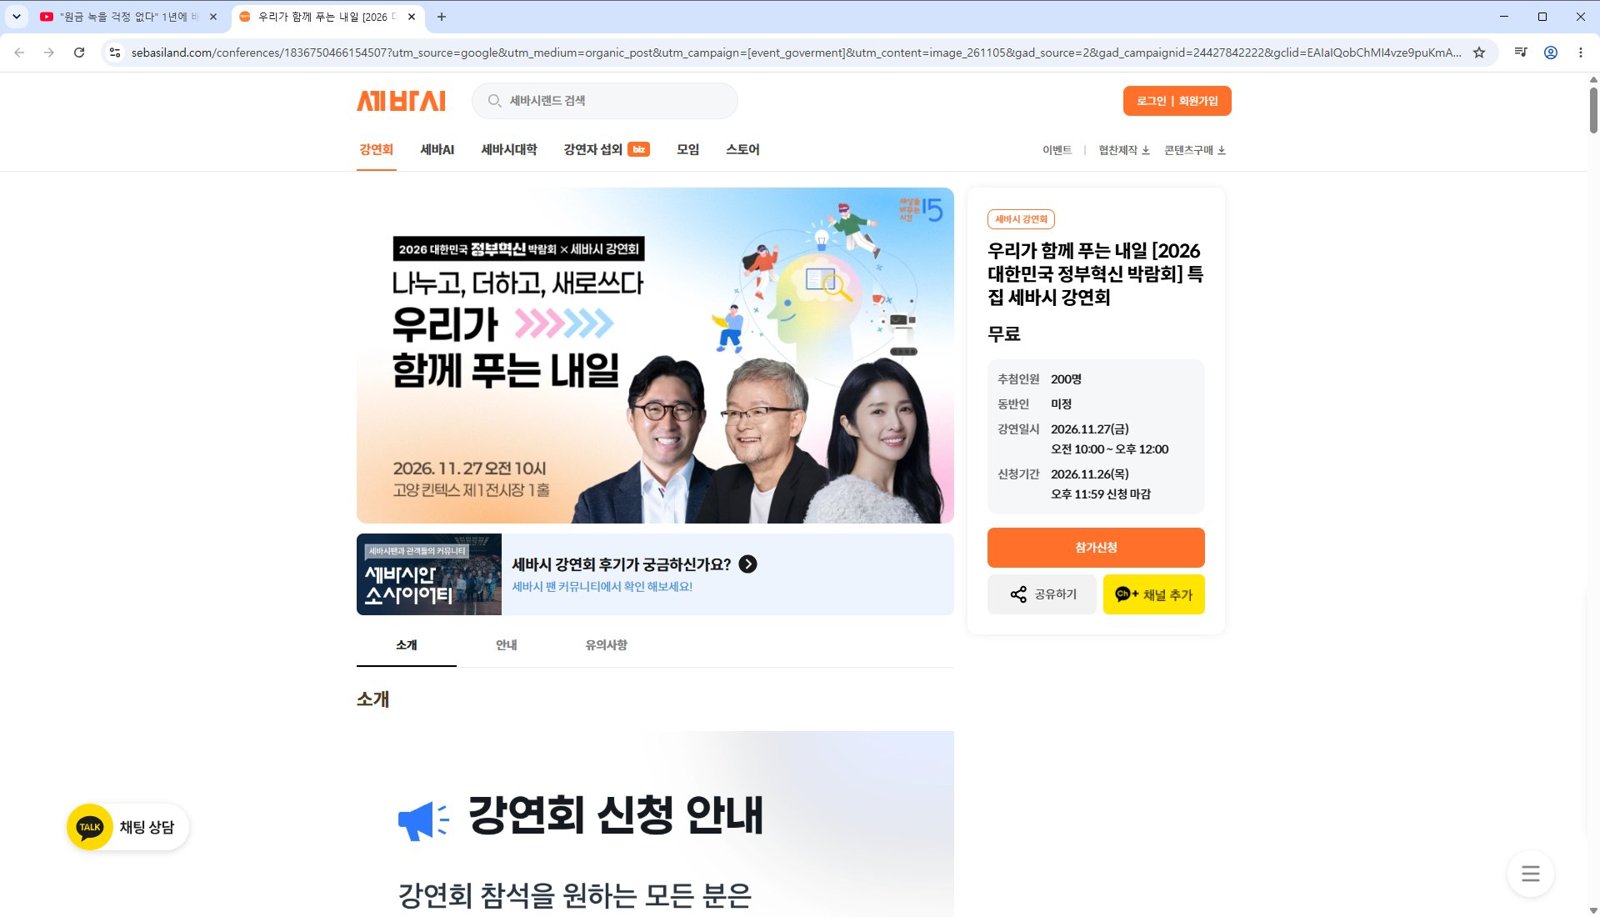 "원금 녹을 걱정 없다" 1년에
우리가 함께 푸는 내일 [2026
sebasiland.com/conferences/1836750466154507?utm_source=google&utm_medium=organic_post&utm_campaign=[event_goverment]&utm_content=image_261105&gad_source=2&gad_campaignid=24427842222&gclid=EAIaIQobChMI4vze9puKmA...
세바시
세바시랜드 검색
로그인 | 회원가입
강연회
세바AI
세바시대학
강연자 섭외 biz
모임
스토어
이벤트
협찬제작
콘텐츠구매
세상을
바꾸는
시간
15
2026 대한민국 정부혁신 박람회 × 세바시 강연회
나누고, 더하고, 새로쓰다
우리가
함께 푸는 내일
2026. 11. 27 오전 10시
고양 킨텍스 제1전시장 1홀
세바시 강연회
우리가 함께 푸는 내일 [2026
대한민국 정부혁신 박람회] 특
집 세바시 강연회
무료
추첨인원 200명
동반인 미정
강연일시 2026.11.27(금)
오전 10:00 ~ 오후 12:00
신청기간 2026.11.26(목)
오후 11:59 신청 마감
참가신청
공유하기
Ch+ 채널 추가
세바시팬과 관객들의 커뮤니티
세바시안
소사이어티
세바시 강연회 후기가 궁금하신가요?
세바시 팬 커뮤니티에서 확인 해보세요!
소개
안내
유의사항
소개
강연회 신청 안내
강연회 참석을 원하는 모든 분은
TALK 채팅 상담